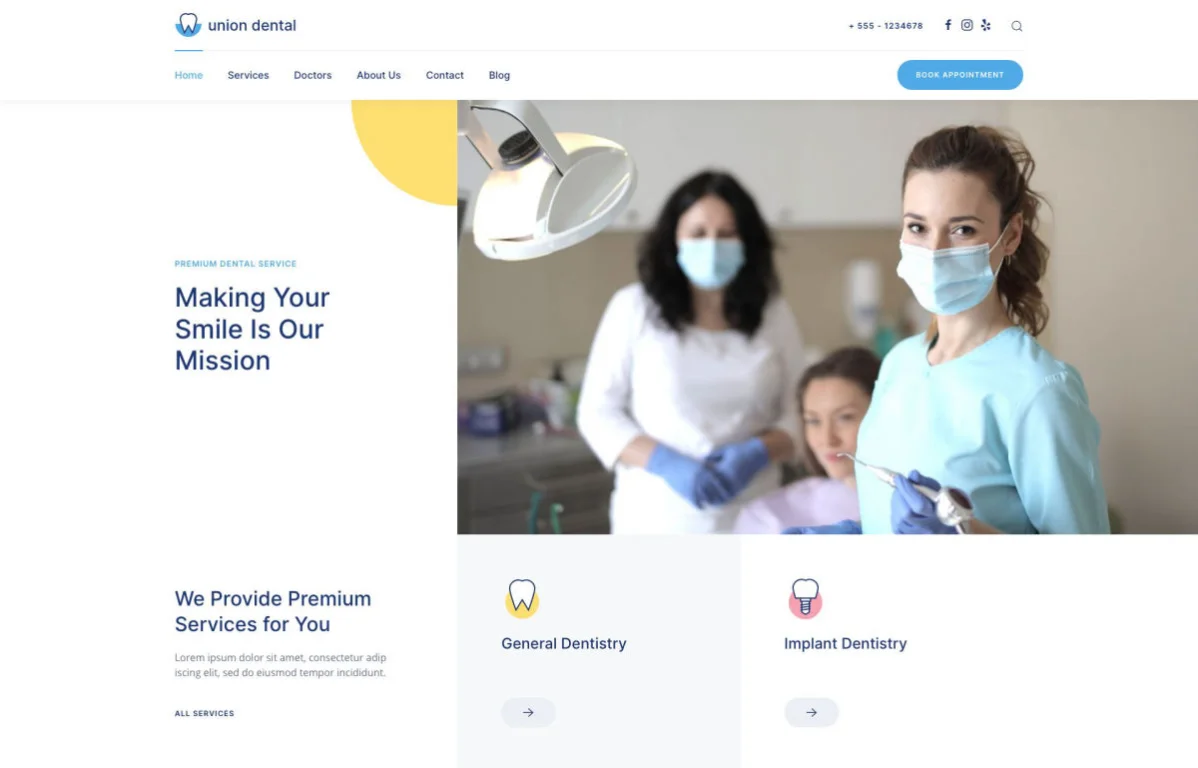 union dental
+ 555 - 1234678
Home Services Doctors About Us Contact Blog
BOOK APPOINTMENT
PREMIUM DENTAL SERVICE
Making Your
Smile Is Our
Mission
We Provide Premium
Services for You
Lorem ipsum dolor sit amet, consectetur adip
iscing elit, sed do eiusmod tempor incididunt.
ALL SERVICES
General Dentistry
Implant Dentistry